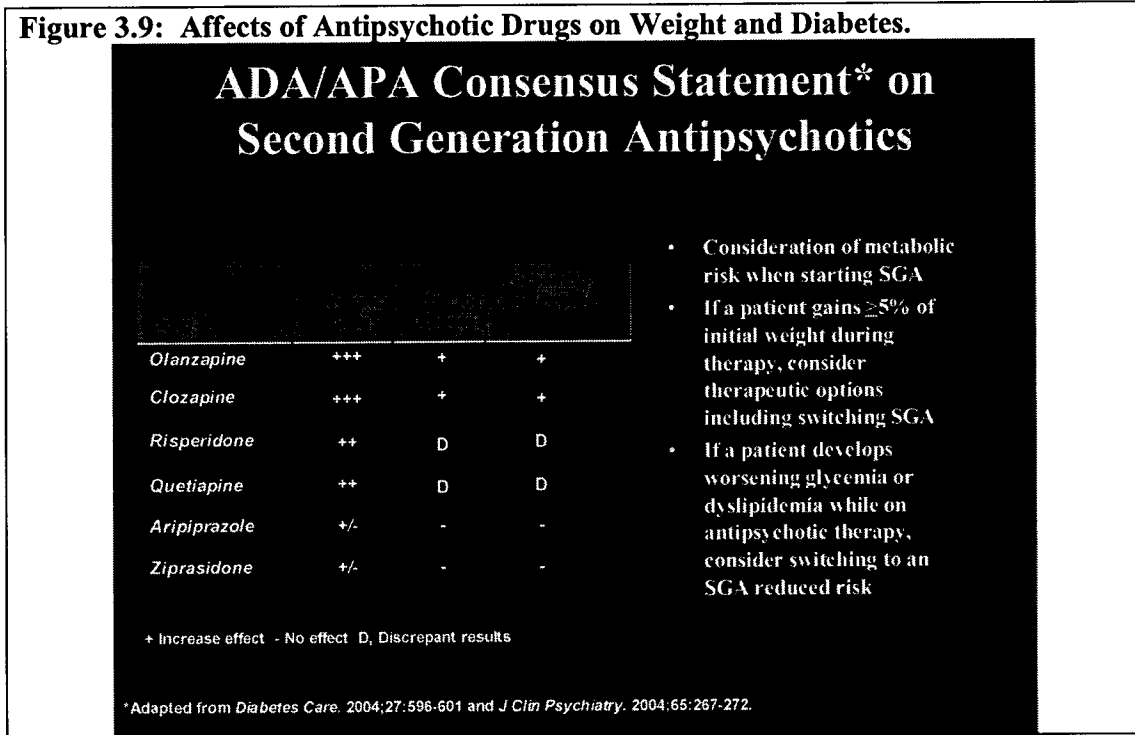 Figure 3.9: Affects of Antipsychotic Drugs on Weight and Diabetes.
ADA/APA Consensus Statement* on
Second Generation Antipsychotics
Olanzapine +++ + +
Clozapine +++ + +
Risperidone ++ D D
Quetiapine ++ D D
Aripiprazole +/- - -
Ziprasidone +/- - -
• Consideration of metabolic
risk when starting SGA
• If a patient gains ≥5% of
initial weight during
therapy, consider
therapeutic options
including switching SGA
• If a patient develops
worsening glycemia or
dyslipidemia while on
antipsychotic therapy,
consider switching to an
SGA reduced risk
+ Increase effect - No effect D, Discrepant results
*Adapted from Diabetes Care. 2004;27:596-601 and J Clin Psychiatry. 2004;65:267-272.